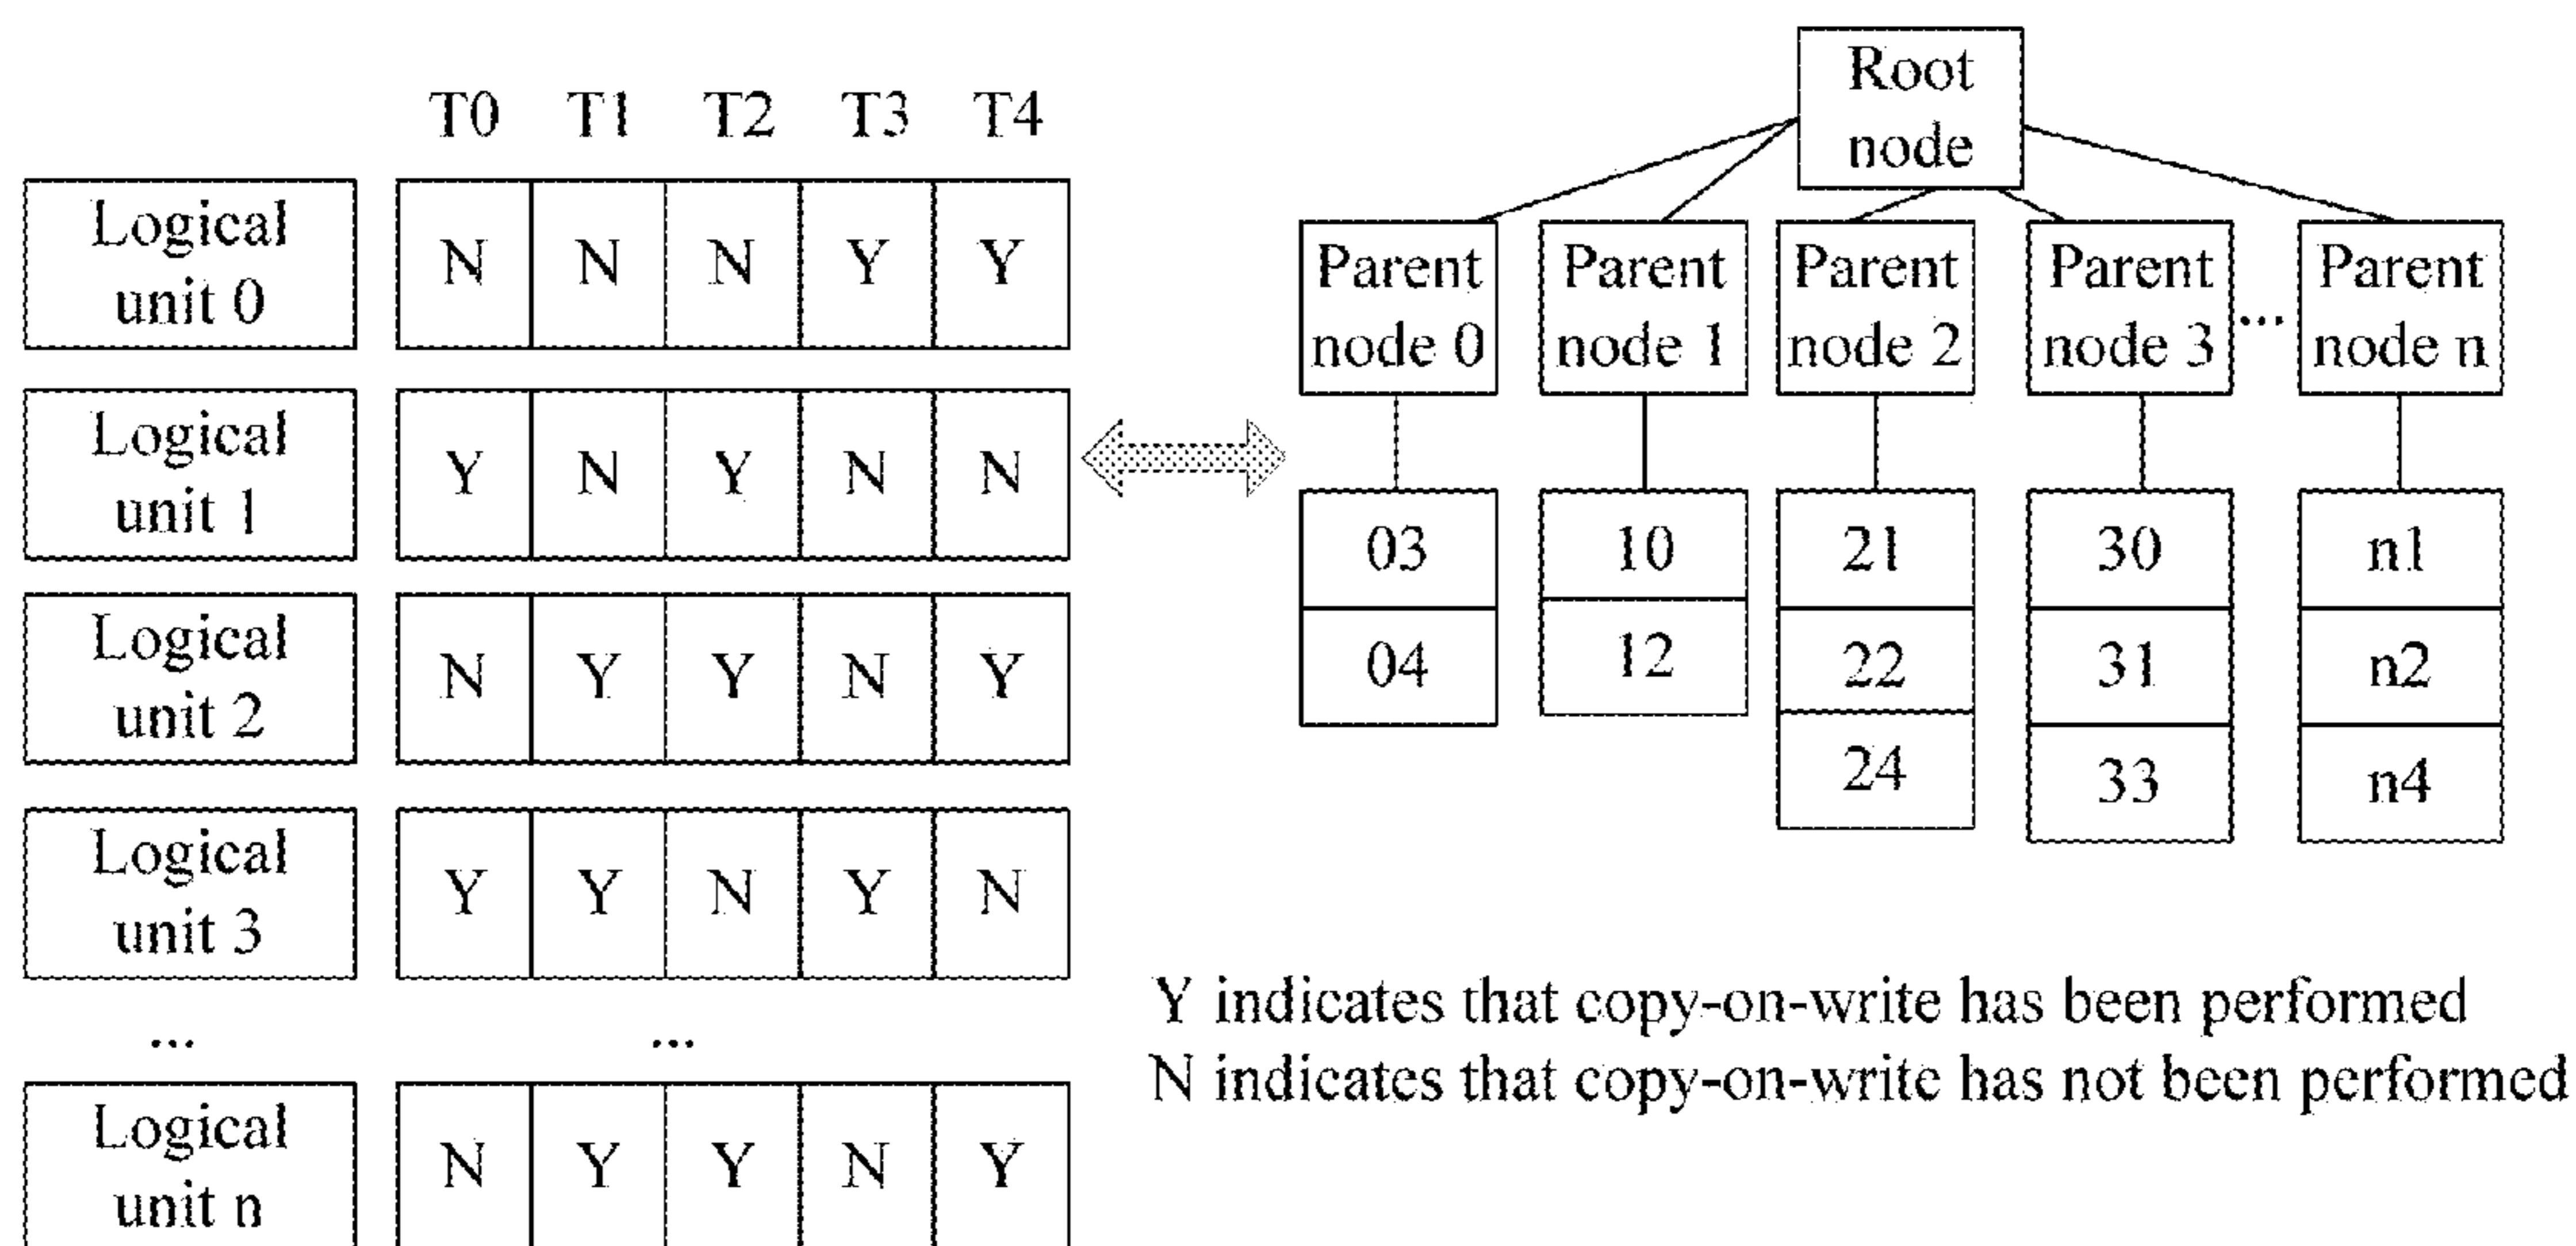 T0 T1 T2 T3 T4
Logical
unit 0
N N N Y Y
Logical
unit 1
Y N Y N N
Logical
unit 2
N Y Y N Y
Logical
unit 3
Y Y N Y N
... ...
Logical
unit n
N Y Y N Y
Root
node
Parent
node 0
Parent
node 1
Parent
node 2
Parent
node 3
...
Parent
node n
03
04
10
12
21
22
24
30
31
33
n1
n2
n4
Y indicates that copy-on-write has been performed
N indicates that copy-on-write has not been performed